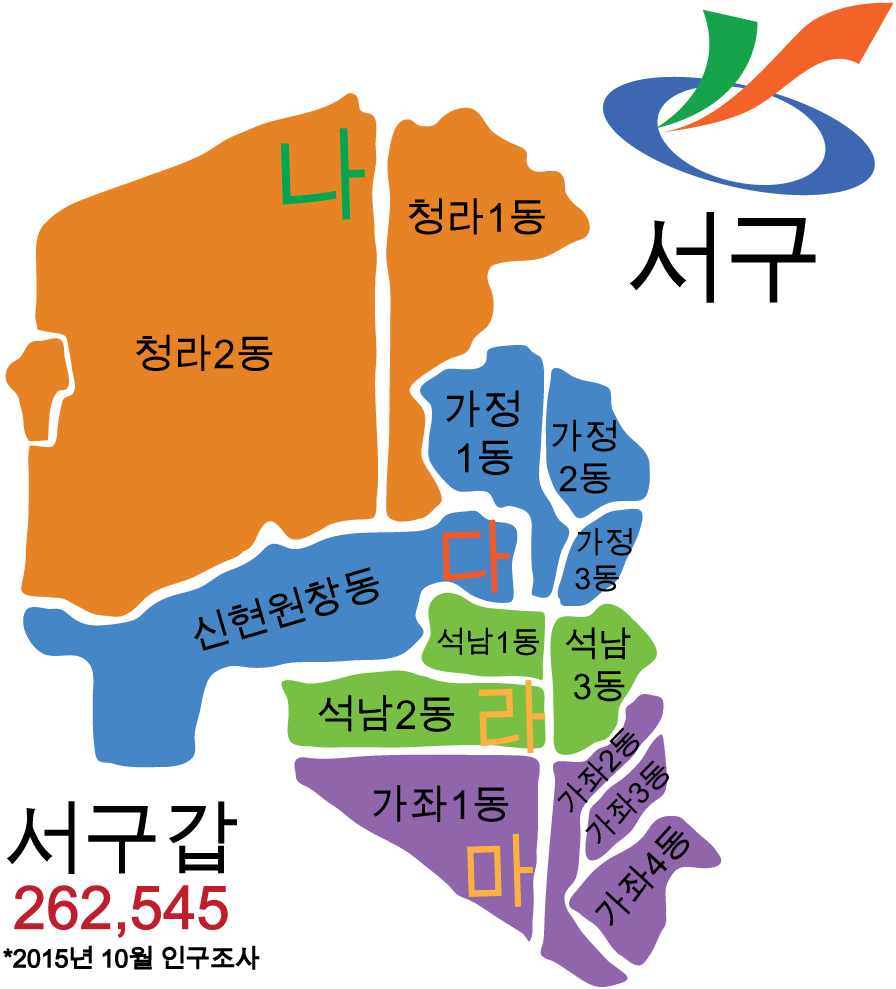 서구
나
청라1동
청라2동
가정
1동
가정
2동
가정
3동
다
신현원창동
석남1동
석남
3동
석남2동
라
가좌1동
가좌2동
가좌3동
가좌4동
마
서구갑
262,545
*2015년 10월 인구조사